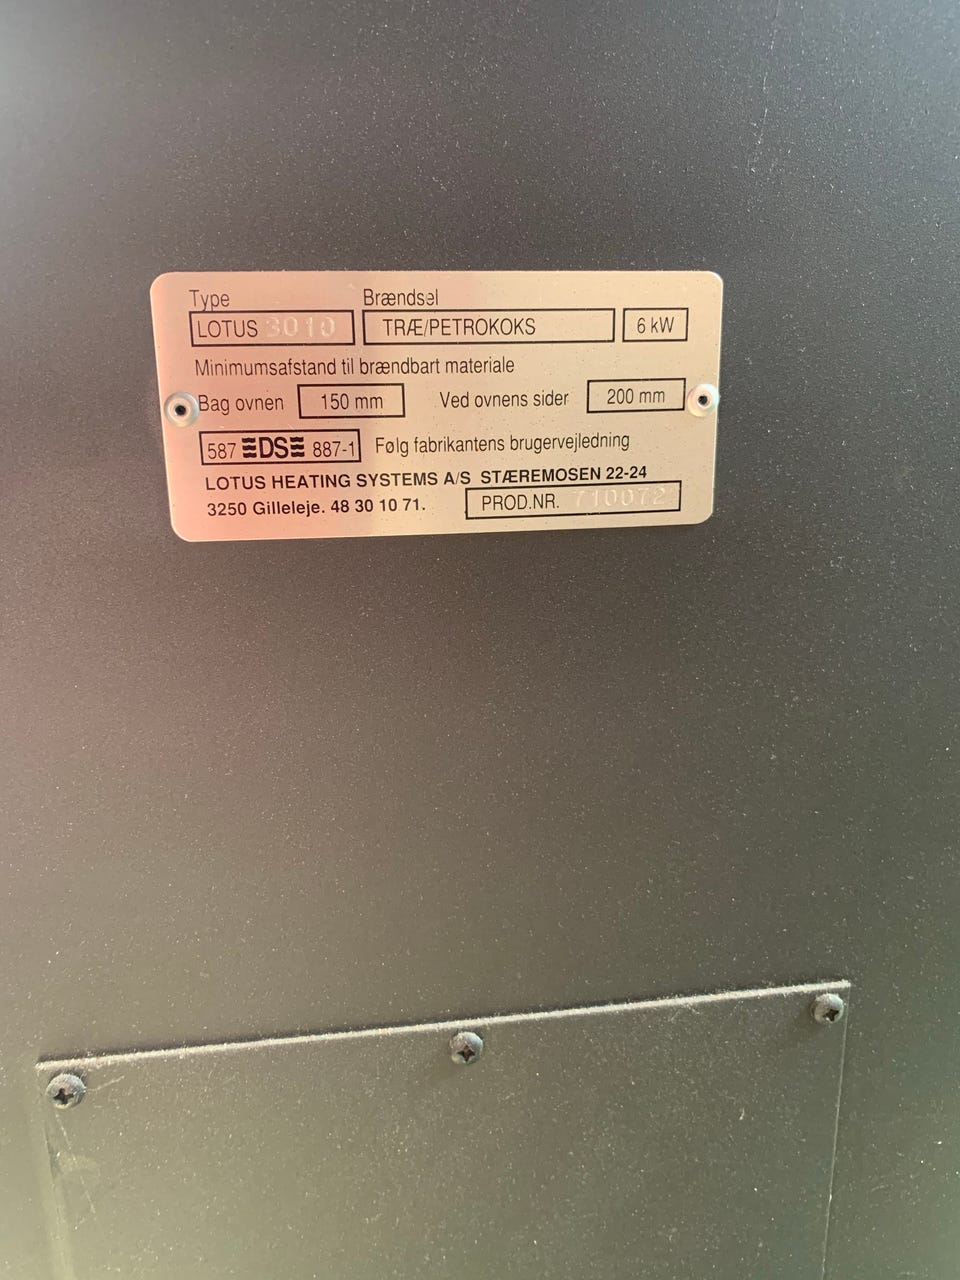 Type Brændsel
LOTUS 3010 TRÆ/PETROKOKS 6 kW
Minimumsafstand til brændbart materiale
Bag ovnen 150 mm Ved ovnens sider 200 mm
587 DS 887-1 Følg fabrikantens brugervejledning
LOTUS HEATING SYSTEMS A/S STÆREMOSEN 22-24
3250 Gilleleje. 48 30 10 71. PROD.NR. 710072